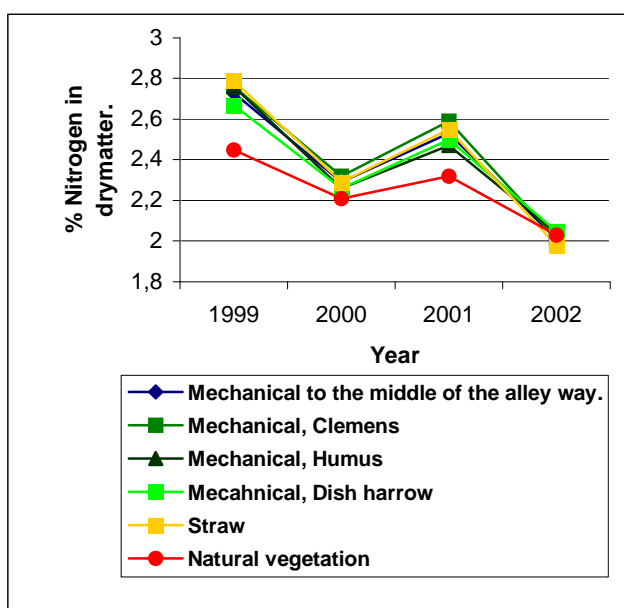 3
2,8
2,6
2,4
2,2
2
1,8
% Nitrogen in
drymatter.
1999 2000 2001 2002
Year
Mechanical to the middle of the alley way.
Mechanical, Clemens
Mechanical, Humus
Mecahnical, Dish harrow
Straw
Natural vegetation